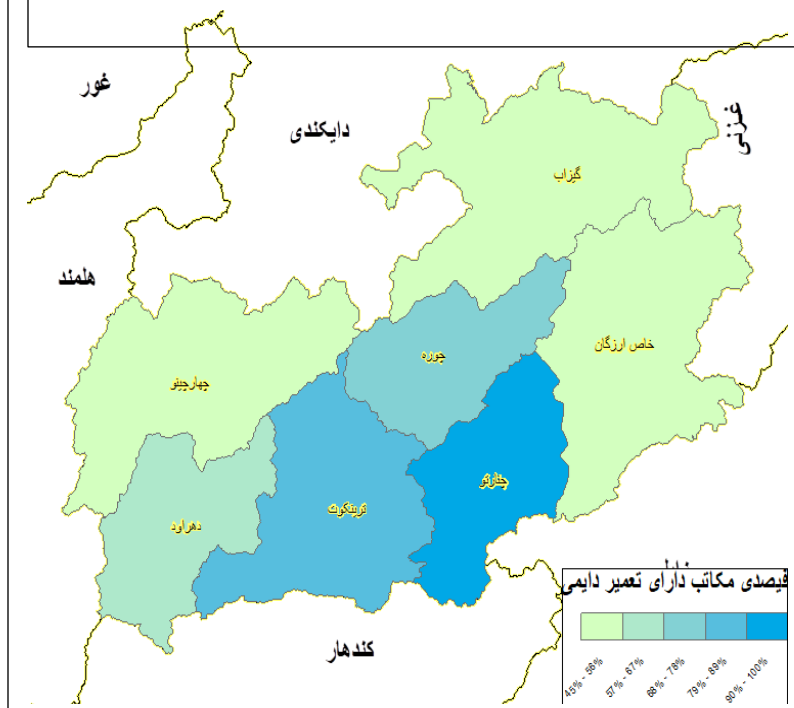 غور
دایکندی
غزنی
گیزاب
هلمند
خاص ارزگان
چوره
چهارچینو
چنارتو
ترینکوت
دهراود
فیصدی مکاتب دارای تعمیر دایمی
45% - 56%
57% - 67%
68% - 78%
79% - 89%
90% - 100%
کندهار